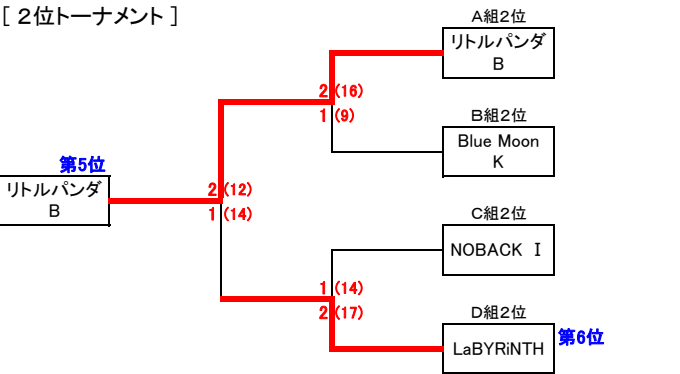 [ 2位トーナメント ]
A組2位
リトルパンダ
B
2 (16)
1 (9)
B組2位
Blue Moon
K
第5位
リトルパンダ
B
2 (12)
1 (14)
C組2位
NOBACK I
1 (14)
2 (17)
D組2位
LaBYRiNTH
第6位